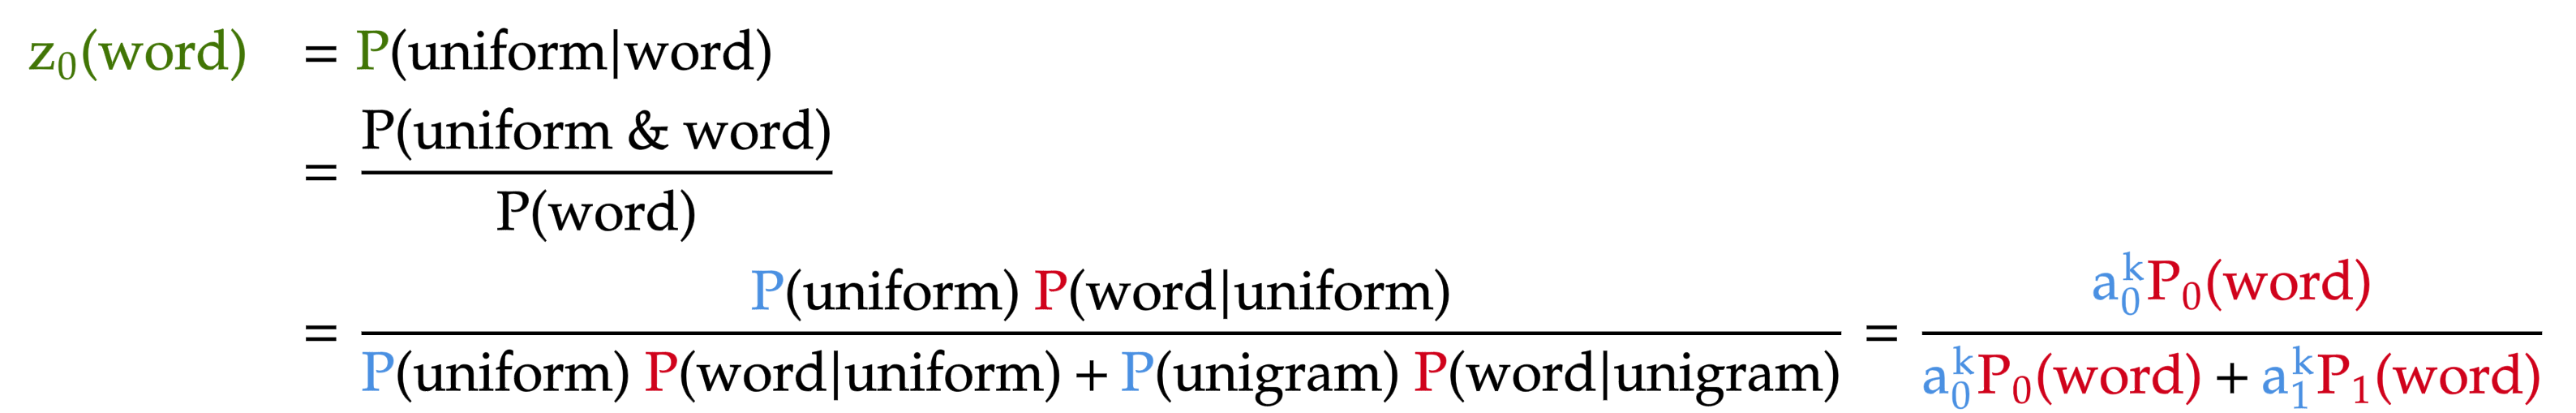 z₀(word) = P(uniform|word)
= P(uniform & word) / P(word)
= P(uniform) P(word|uniform) / P(uniform) P(word|uniform) + P(unigram) P(word|unigram) = a₀ᵏP₀(word) / a₀ᵏP₀(word) + a₁ᵏP₁(word)